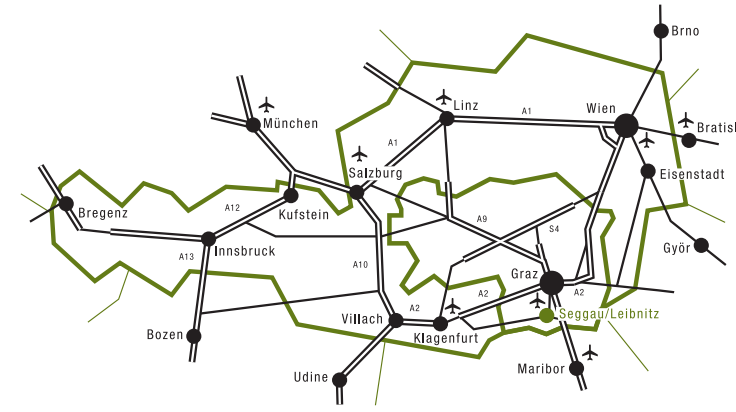 Brno
Linz
A1
Wien
München
Bratisl
A1
Salzburg
Eisenstadt
Bregenz
A12
Kufstein
A9
S4
Innsbruck
Györ
A13
A10
Graz
A2
A2
Villach
A2
Seggau/Leibnitz
Bozen
Klagenfurt
Maribor
Udine